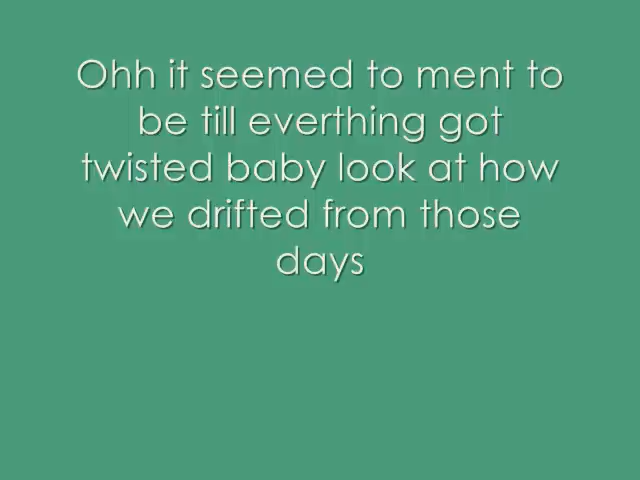 Ohh it seemed to ment to
be till everthing got
twisted baby look at how
we drifted from those
days